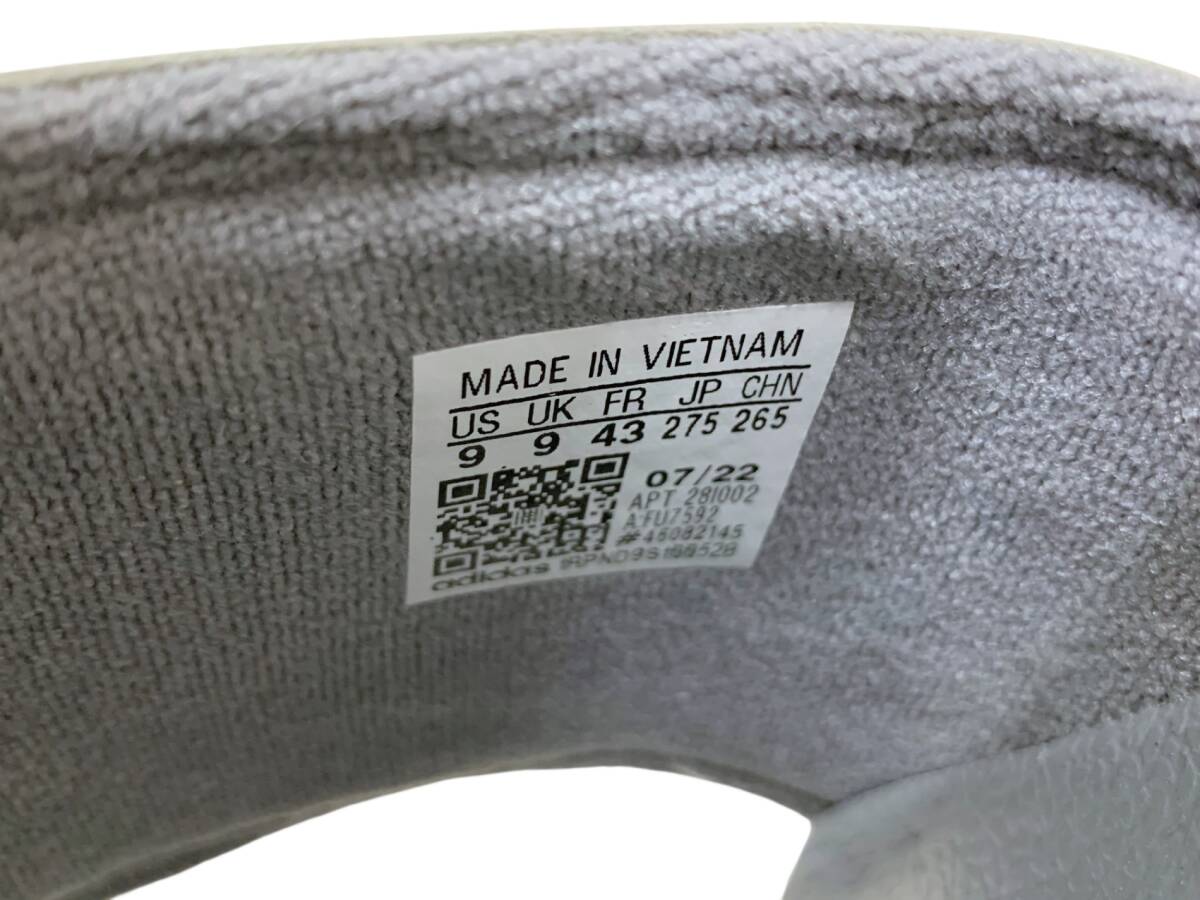 MADE IN VIETNAM
US UK FR JP CHN
9 9 43 275 265
07/22
APT 28I002
A:FU7592
#46082145
adidas